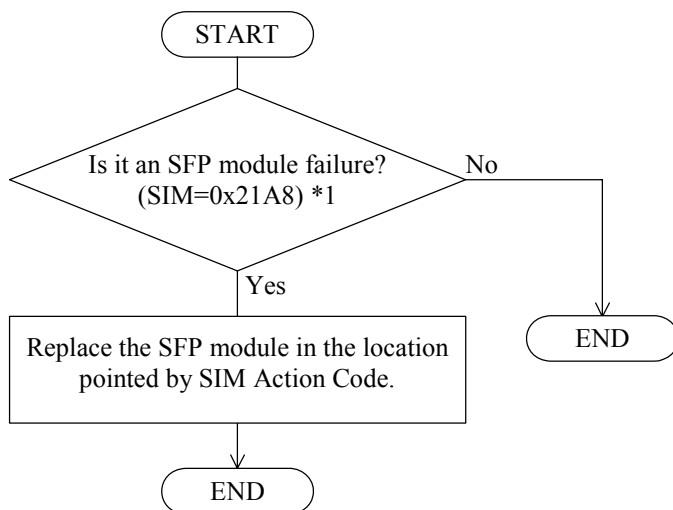 START
Is it an SFP module failure?
(SIM=0x21A8) *1
No
Yes
Replace the SFP module in the location
pointed by SIM Action Code.
END
END